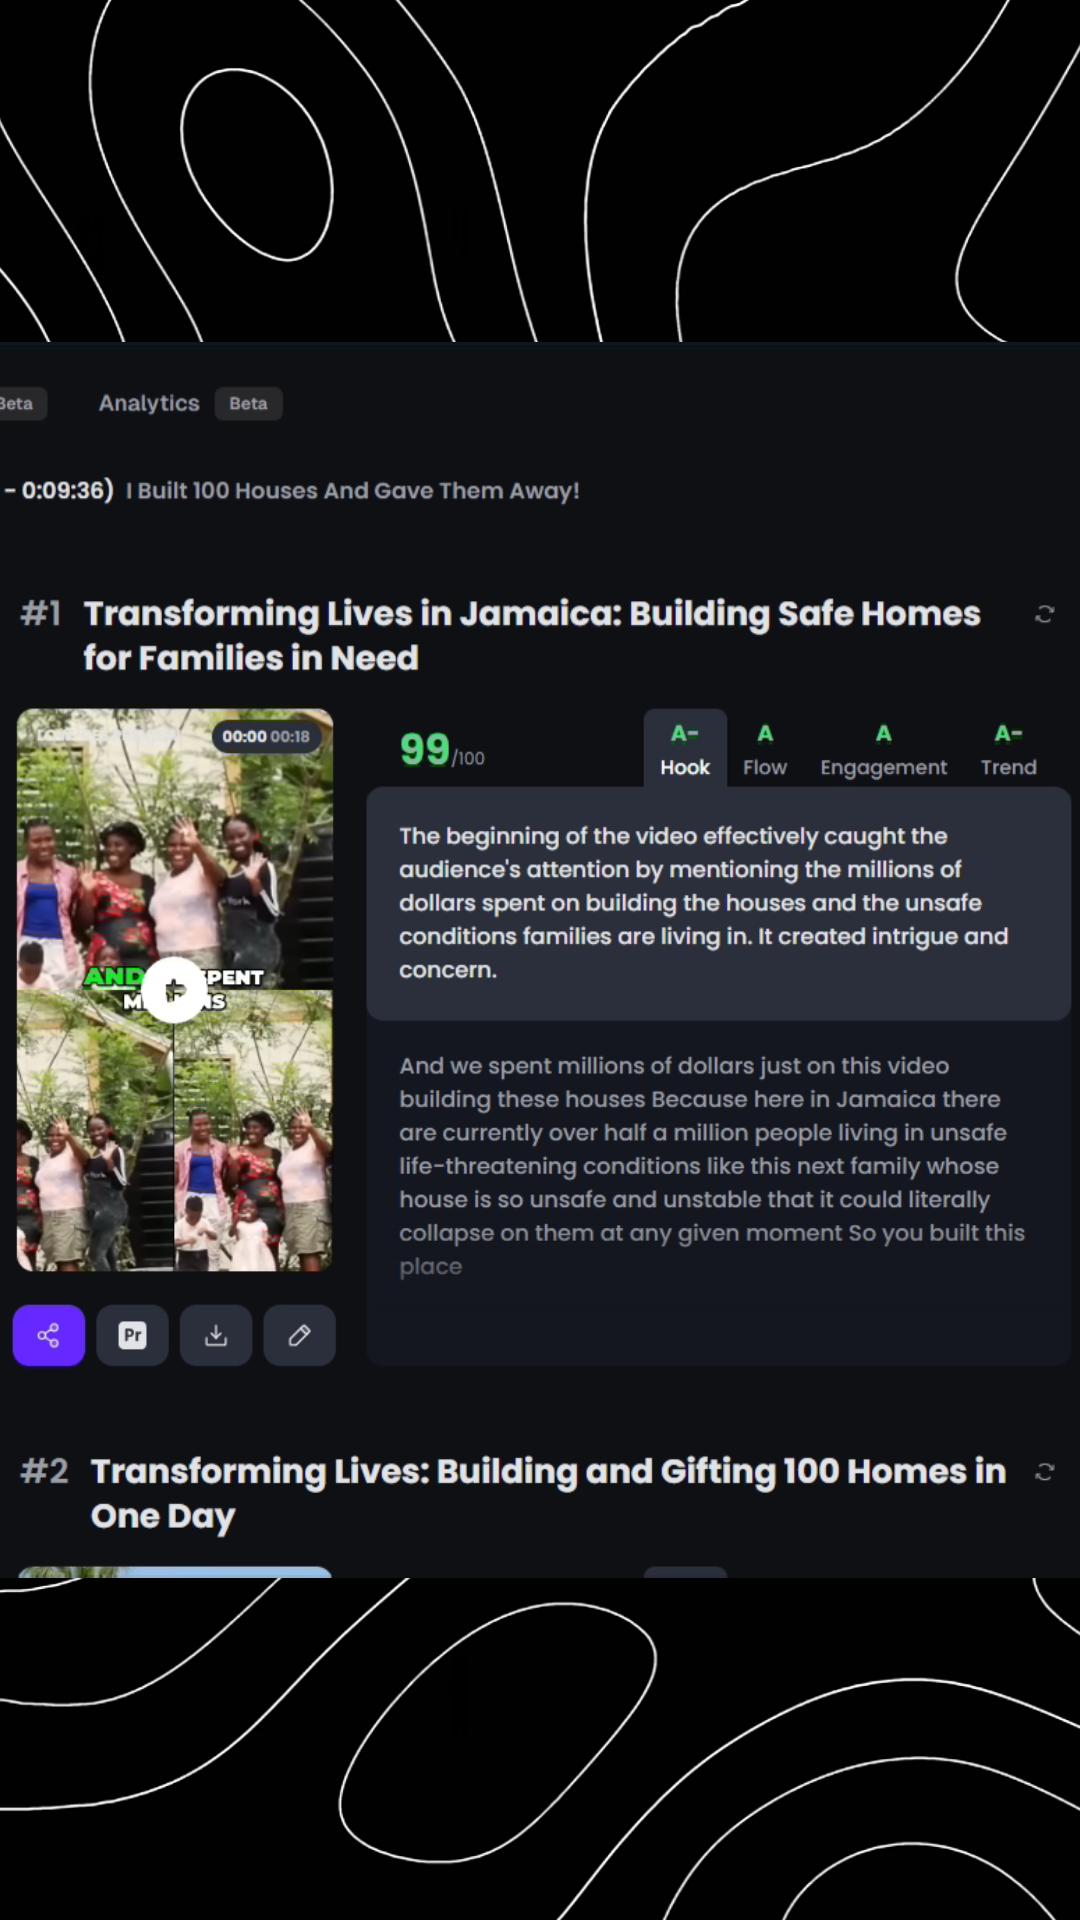 Beta
Analytics Beta
- 0:09:36) I Built 100 Houses And Gave Them Away!
#1 Transforming Lives in Jamaica: Building Safe Homes
for Families in Need
00:00 00:18
AND SPENT
99/100
A- A A A-
Hook Flow Engagement Trend
The beginning of the video effectively caught the
audience's attention by mentioning the millions of
dollars spent on building the houses and the unsafe
conditions families are living in. It created intrigue and
concern.
And we spent millions of dollars just on this video
building these houses Because here in Jamaica there
are currently over half a million people living in unsafe
life-threatening conditions like this next family whose
house is so unsafe and unstable that it could literally
collapse on them at any given moment So you built this
place
Pr
#2 Transforming Lives: Building and Gifting 100 Homes in
One Day